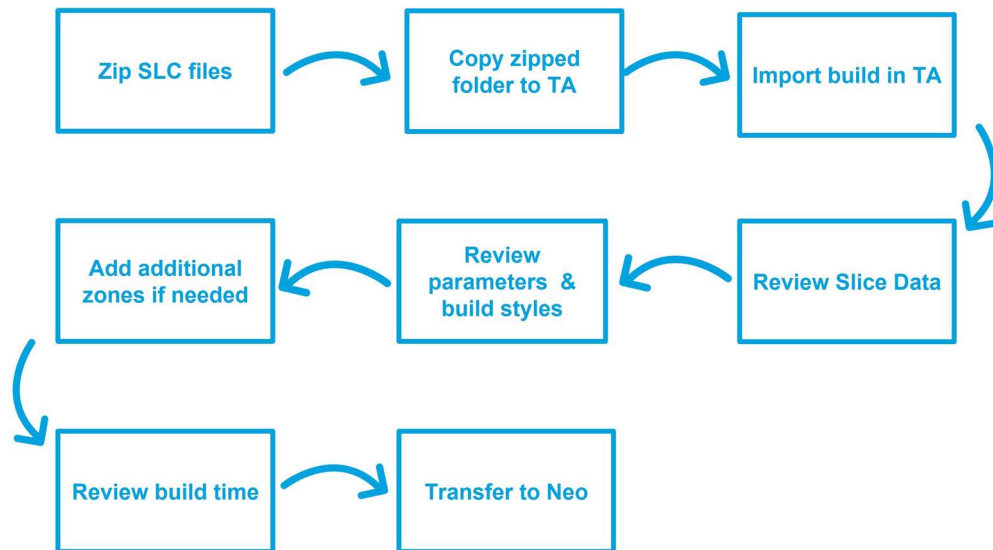 Zip SLC files
Copy zipped
folder to TA
Import build in TA
Review Slice Data
Review
parameters & 
build styles
Add additional
zones if needed
Review build time
Transfer to Neo